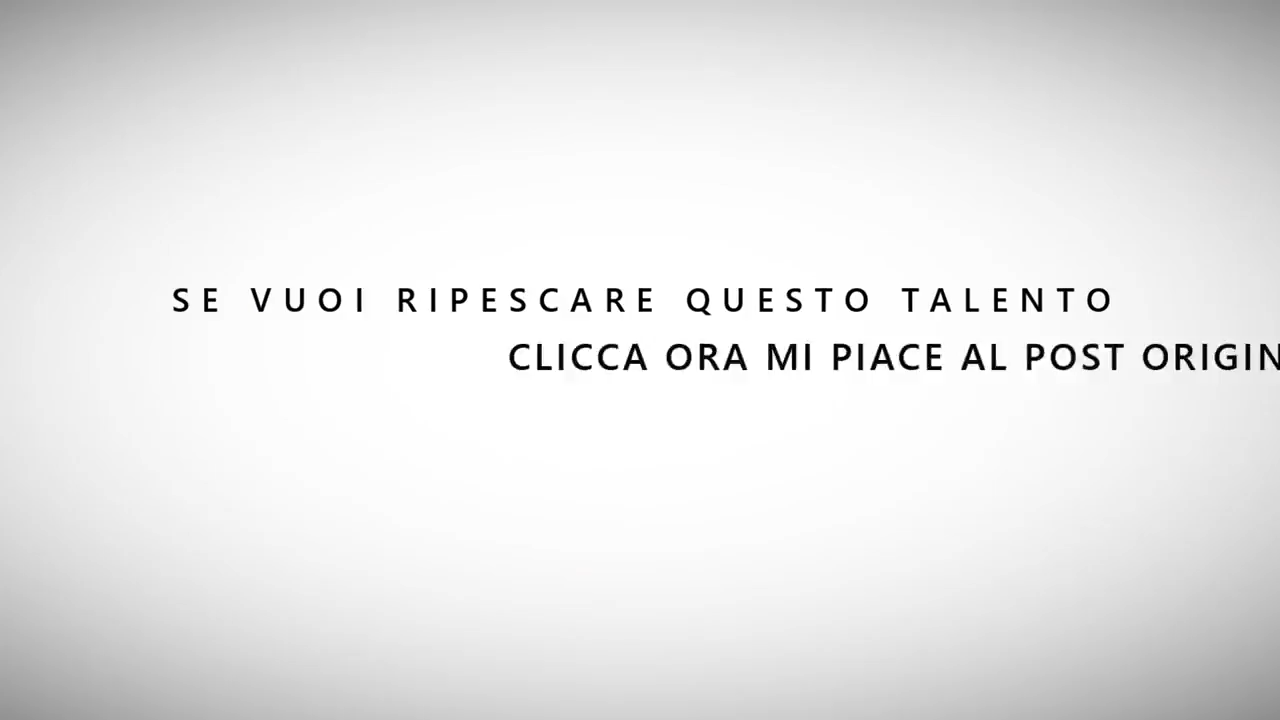 SE VUOI RIPESCARE QUESTO TALENTO
CLICCA ORA MI PIACE AL POST